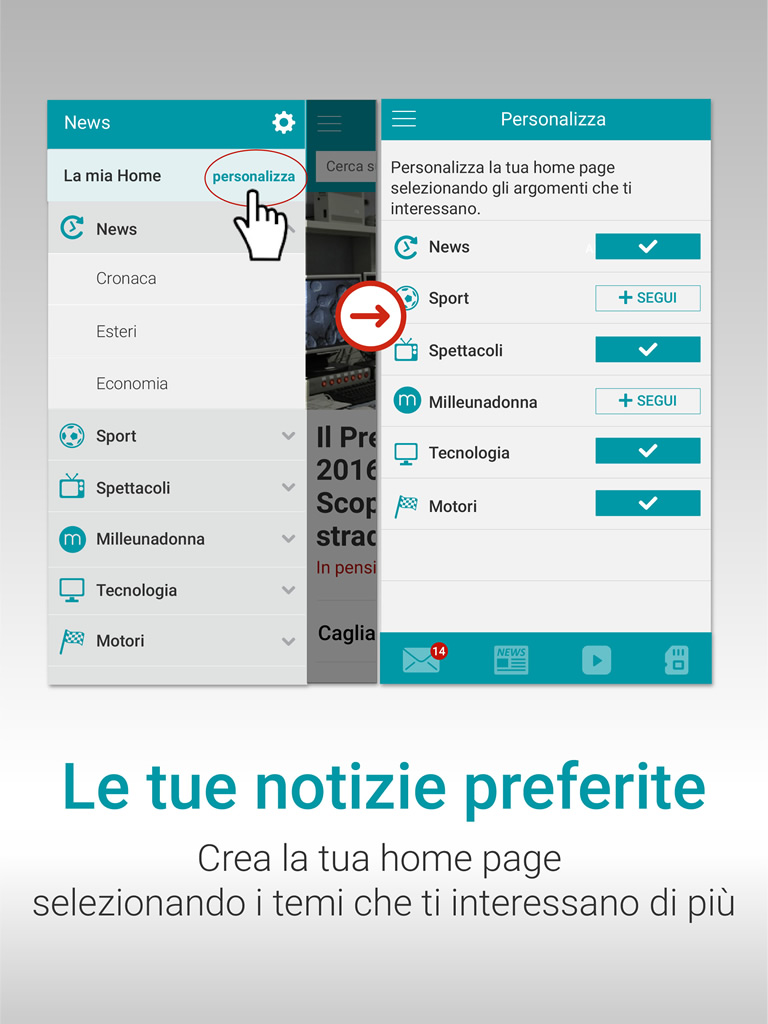 News
La mia Home
personalizza
News
Cronaca
Esteri
Economia
Sport
Spettacoli
Milleunadonna
Tecnologia
Motori
Cerca s
Il Pre
2016
Scop
strad
In pensi
Caglia
Personalizza
Personalizza la tua home page
selezionando gli argomenti che ti
interessano.
News
Sport
+ SEGUI
Spettacoli
m Milleunadonna
+ SEGUI
Tecnologia
Motori
14
NEWS
Le tue notizie preferite
Crea la tua home page
selezionando i temi che ti interessano di più